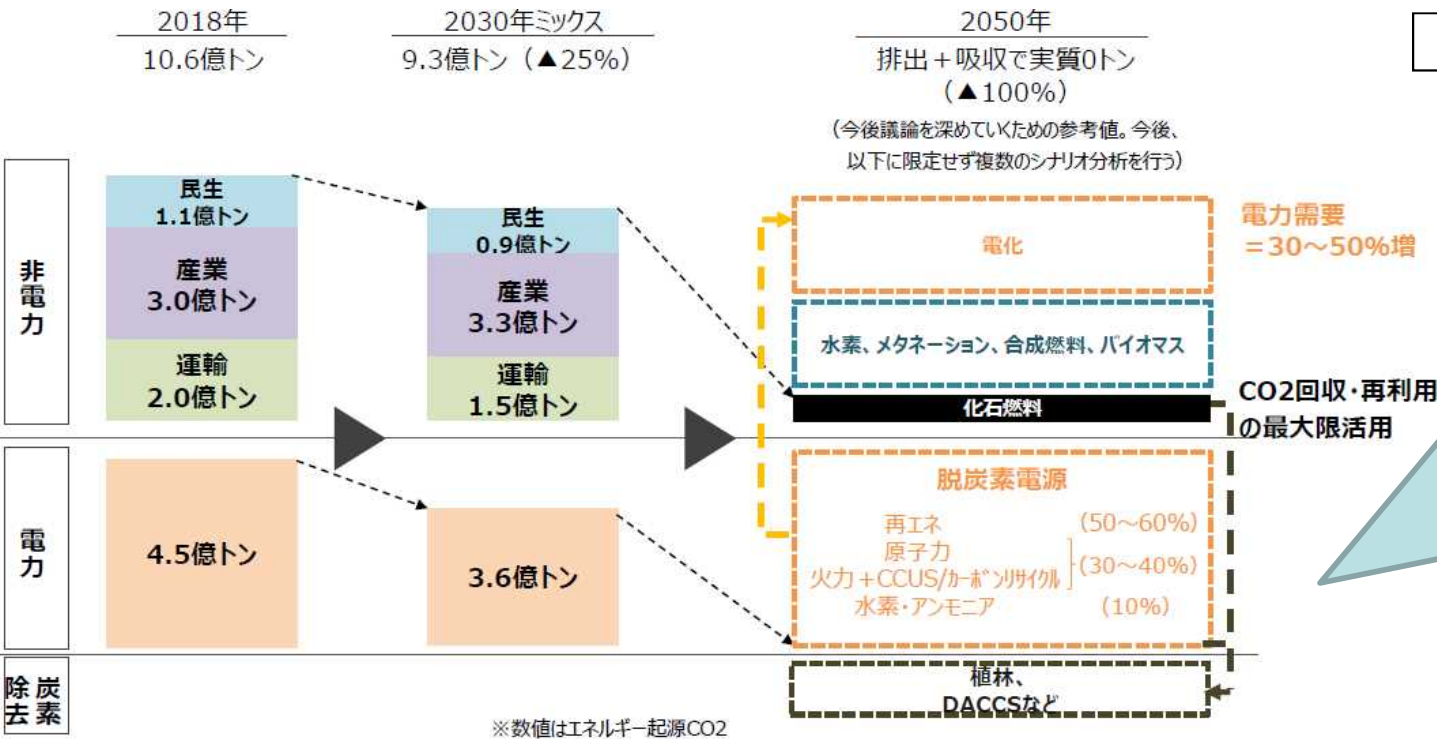 2018年
10.6億トン
2030年ミックス
9.3億トン（▲25%）
2050年
排出＋吸収で実質0トン
（▲100%）
（今後議論を深めていくための参考値。今後、
以下に限定せず複数のシナリオ分析を行う）
非電力
民生
1.1億トン
産業
3.0億トン
運輸
2.0億トン
民生
0.9億トン
産業
3.3億トン
運輸
1.5億トン
電化
電力需要
＝30～50%増
水素、メタネーション、合成燃料、バイオマス
化石燃料
CO2回収・再利用
の最大限活用
電力
4.5億トン
3.6億トン
脱炭素電源
再エネ （50～60%）
原子力
火力＋CCUS/カーボンリサイクル （30～40%）
水素・アンモニア （10%）
炭素除去
植林、
DACCSなど
※数値はエネルギー起源CO2